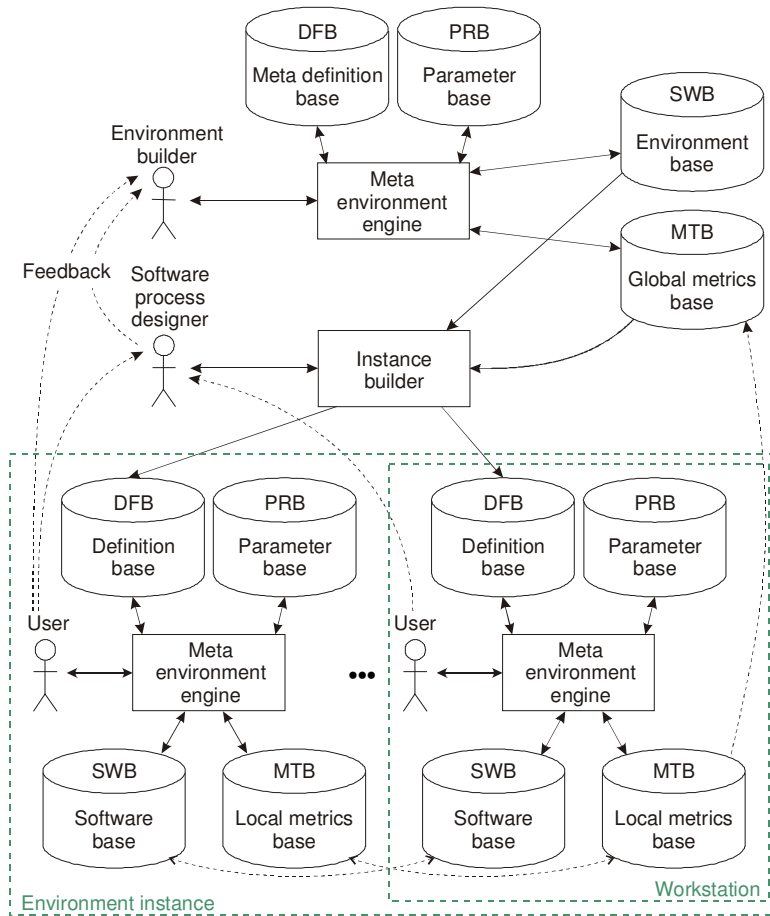 DFB
Meta definition
base
PRB
Parameter
base
SWB
Environment
base
Environment
builder
Meta
environment
engine
MTB
Global metrics
base
Feedback
Software
process
designer
Instance
builder
DFB
Definition
base
PRB
Parameter
base
DFB
Definition
base
PRB
Parameter
base
User
Meta
environment
engine
•••
User
Meta
environment
engine
SWB
Software
base
MTB
Local metrics
base
SWB
Software
base
MTB
Local metrics
base
Environment instance
Workstation